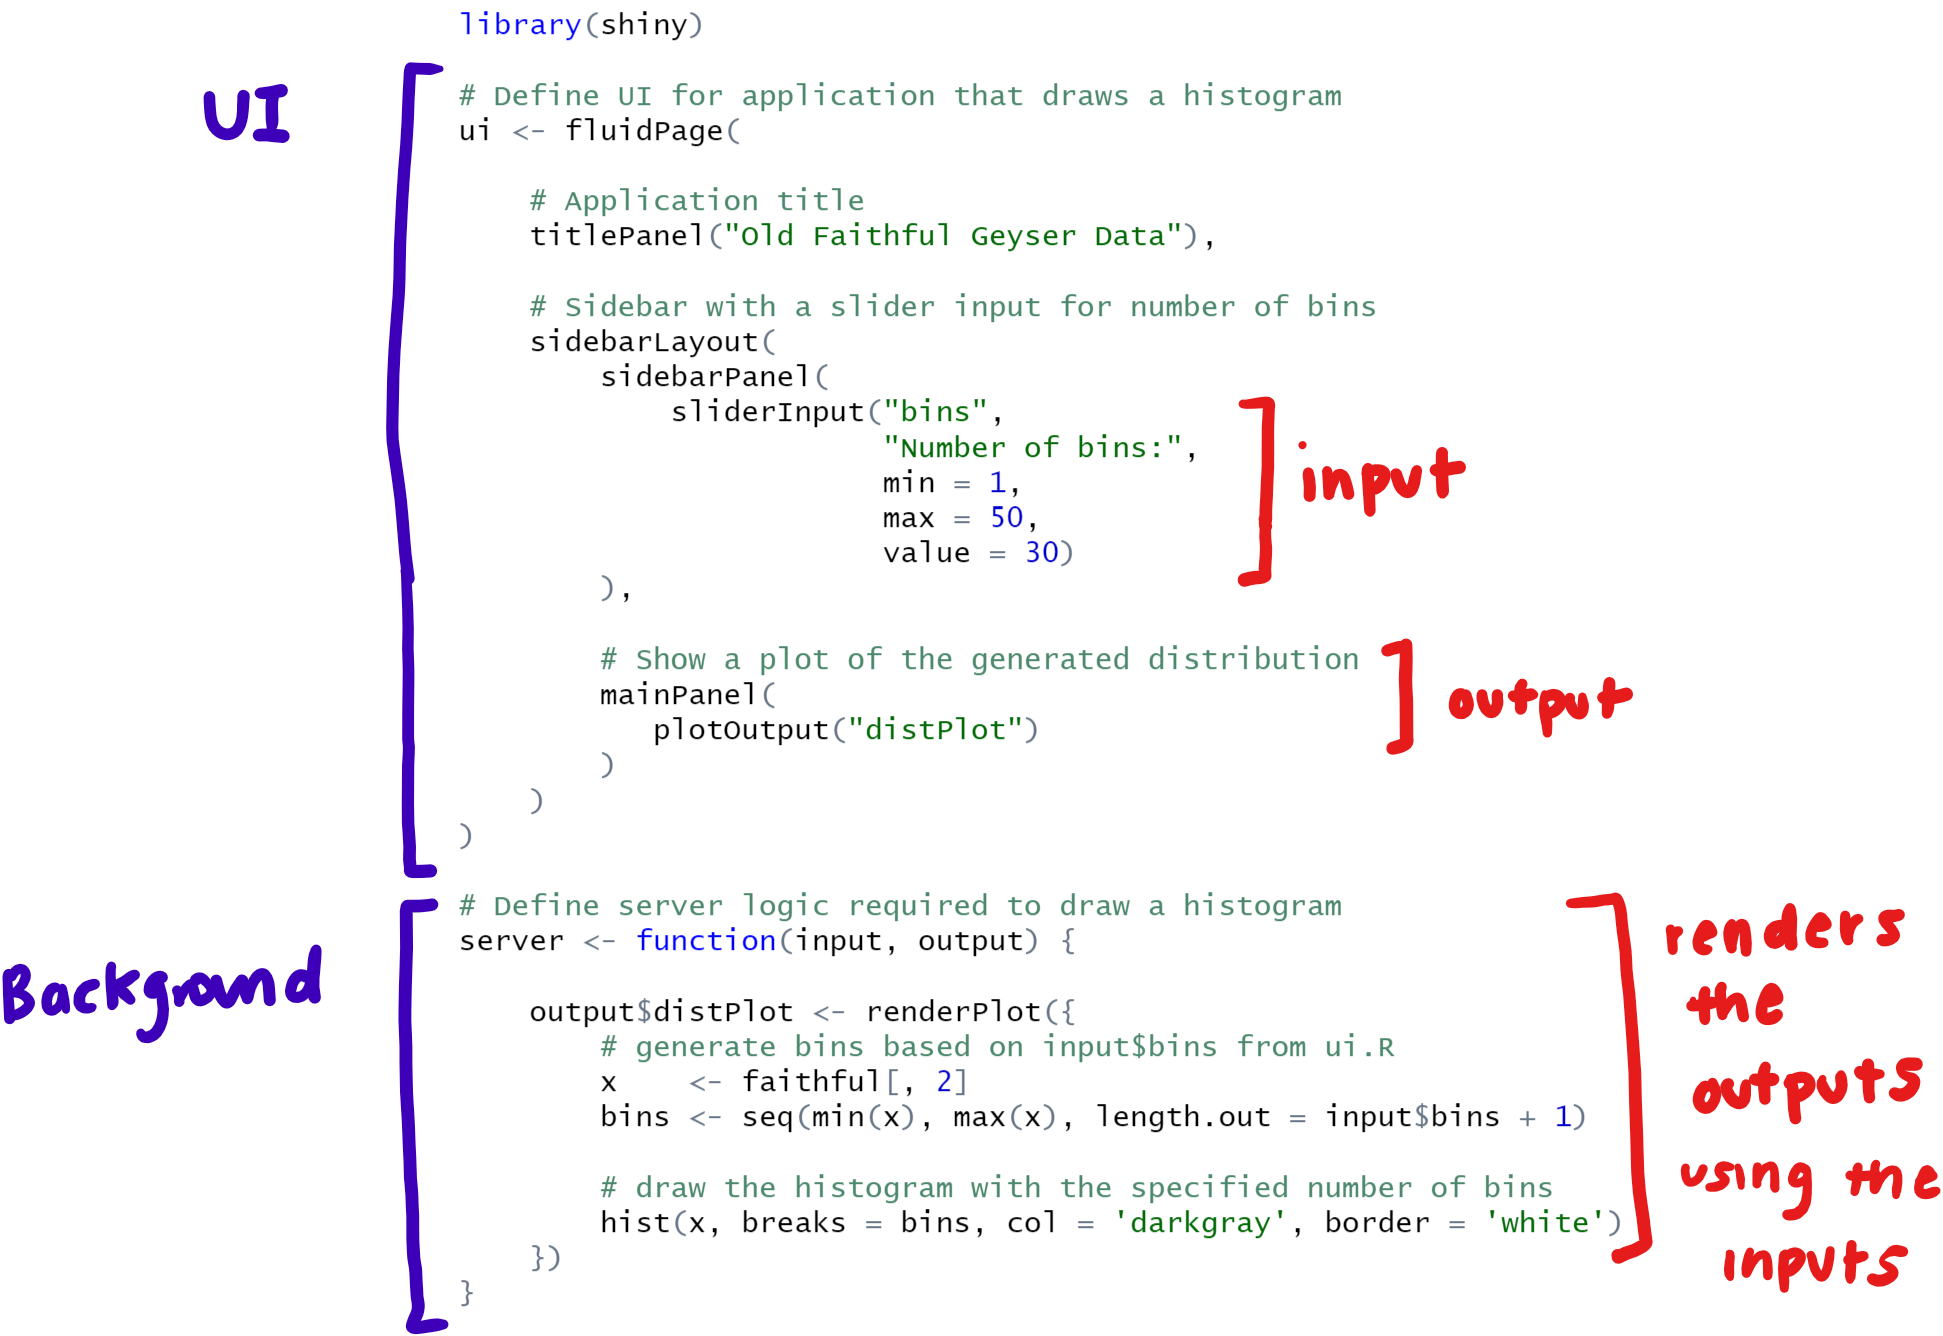 library(shiny)
UI
# Define UI for application that draws a histogram
ui <- fluidPage(
# Application title
titlePanel("Old Faithful Geyser Data"),
# Sidebar with a slider input for number of bins
sidebarLayout(
sidebarPanel(
sliderInput("bins",
"Number of bins:",
min = 1,
max = 50,
value = 30)
input
),
# Show a plot of the generated distribution
mainPanel(
plotOutput("distPlot")
output
)
)
)
Background
# Define server logic required to draw a histogram
server <- function(input, output) {
output$distPlot <- renderPlot({
# generate bins based on input$bins from ui.R
x    <- faithful[, 2]
bins <- seq(min(x), max(x), length.out = input$bins + 1)
# draw the histogram with the specified number of bins
hist(x, breaks = bins, col = 'darkgray', border = 'white')
})
}
renders
the
outputs
using the
inputs